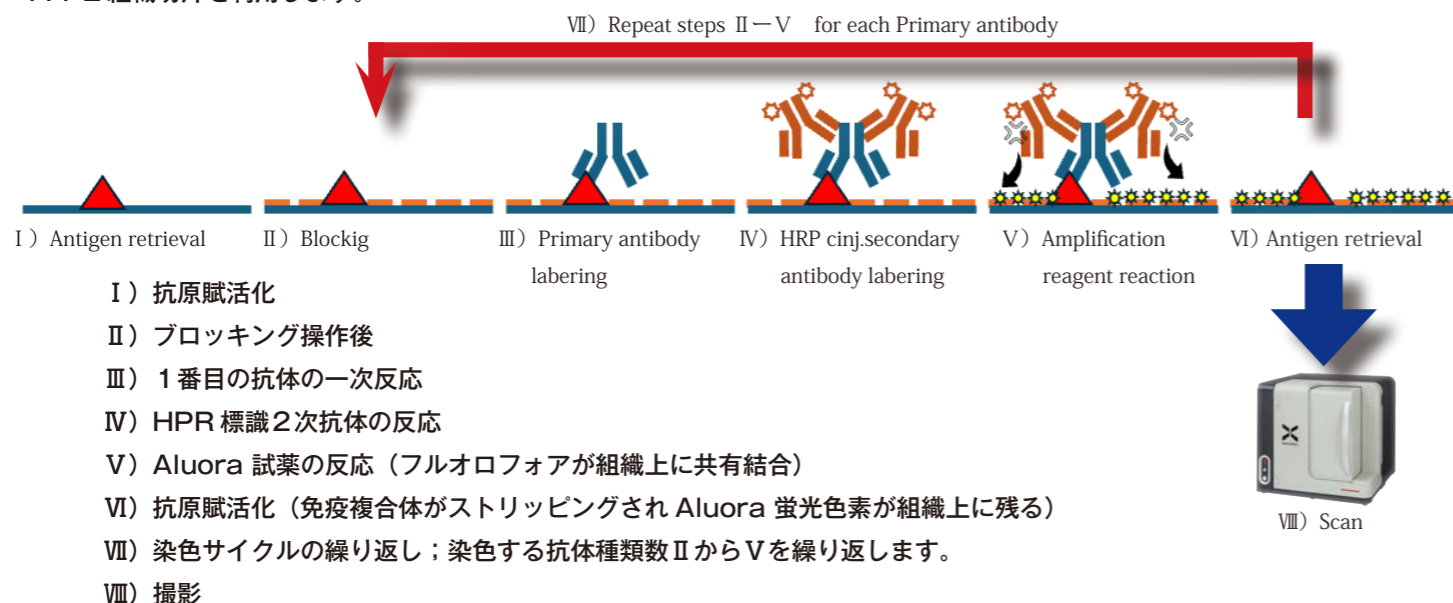 Ⅶ）Repeat steps Ⅱ－Ⅴ for each Primary antibody
Ⅰ）Antigen retrieval
Ⅱ）Blockig
Ⅲ）Primary antibody
labering
Ⅳ）HRP cinj.secondary
antibody labering
Ⅴ）Amplification
reagent reaction
Ⅵ) Antigen retrieval
Ⅰ）抗原賦活化
Ⅱ）ブロッキング操作後
Ⅲ）１番目の抗体の一次反応
Ⅳ）HPR 標識２次抗体の反応
Ⅴ）Aluora 試薬の反応（フルオロフォアが組織上に共有結合）
Ⅵ）抗原賦活化（免疫複合体がストリッピングされ Aluora 蛍光色素が組織上に残る）
Ⅶ）染色サイクルの繰り返し；染色する抗体種類数ⅡからⅤを繰り返します。
Ⅷ）撮影
Ⅷ）Scan